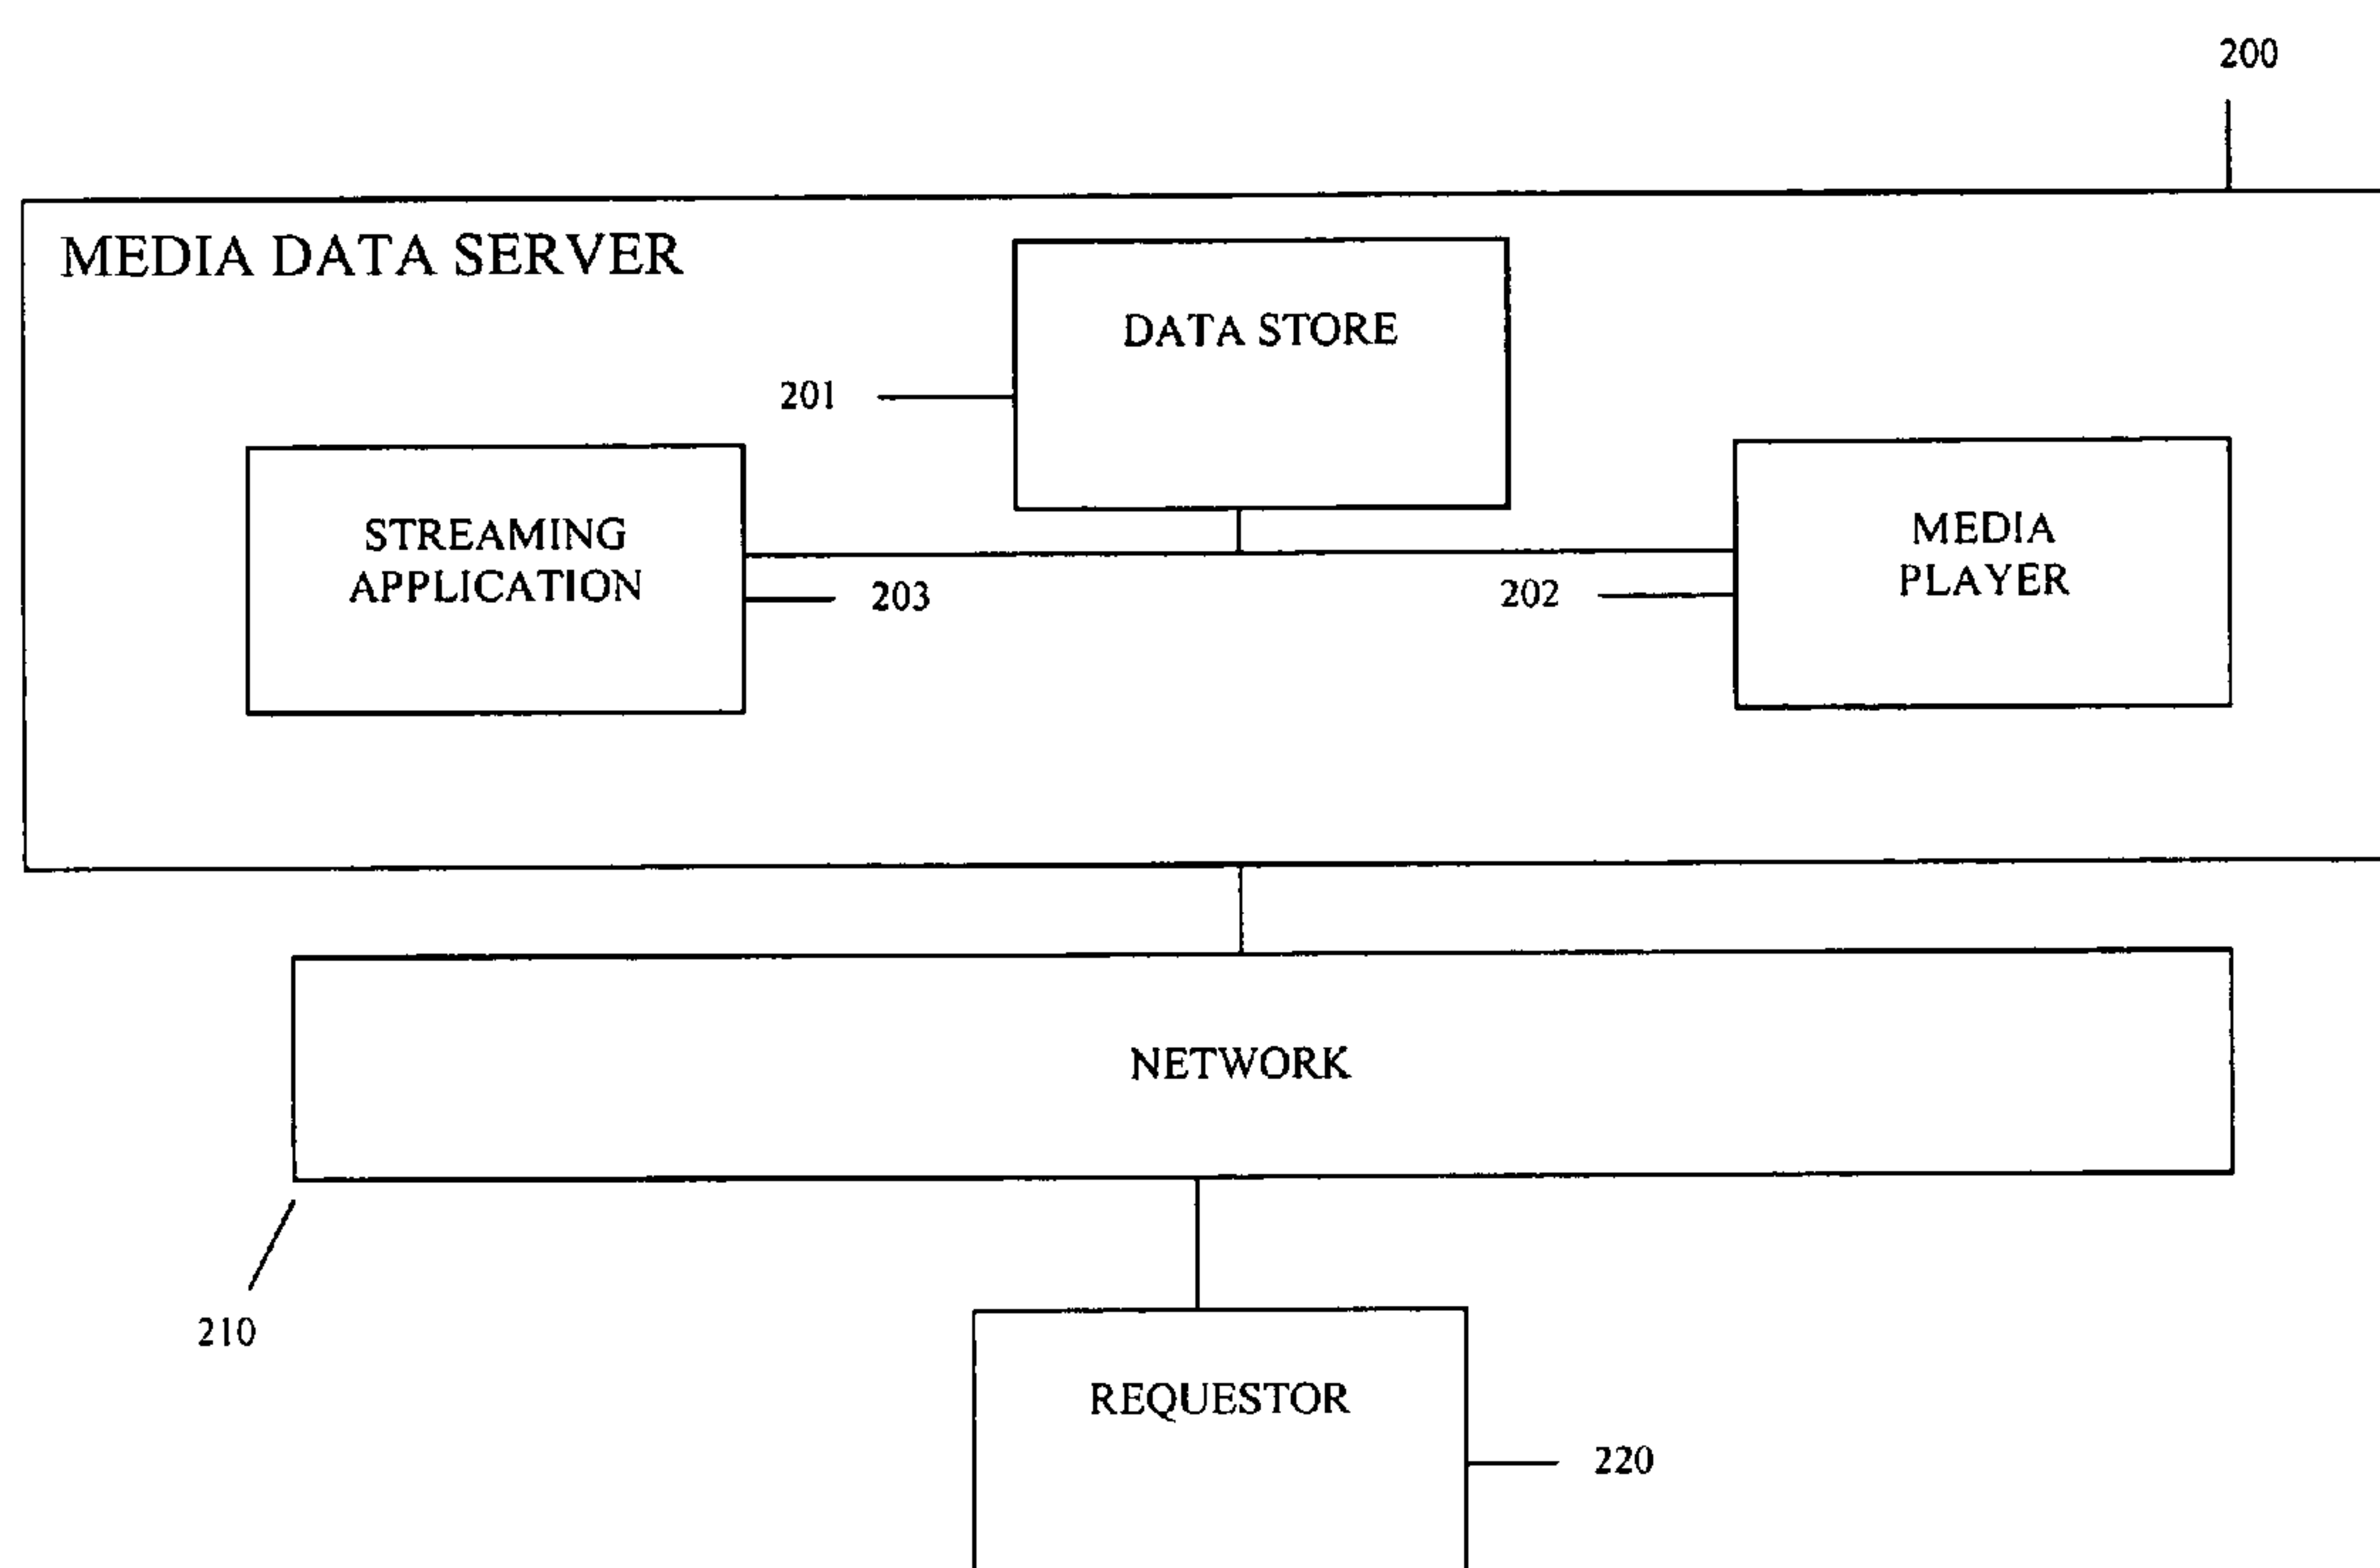 200
MEDIA DATA SERVER
DATA STORE
201
STREAMING
APPLICATION
203
202
MEDIA
PLAYER
NETWORK
210
REQUESTOR
220